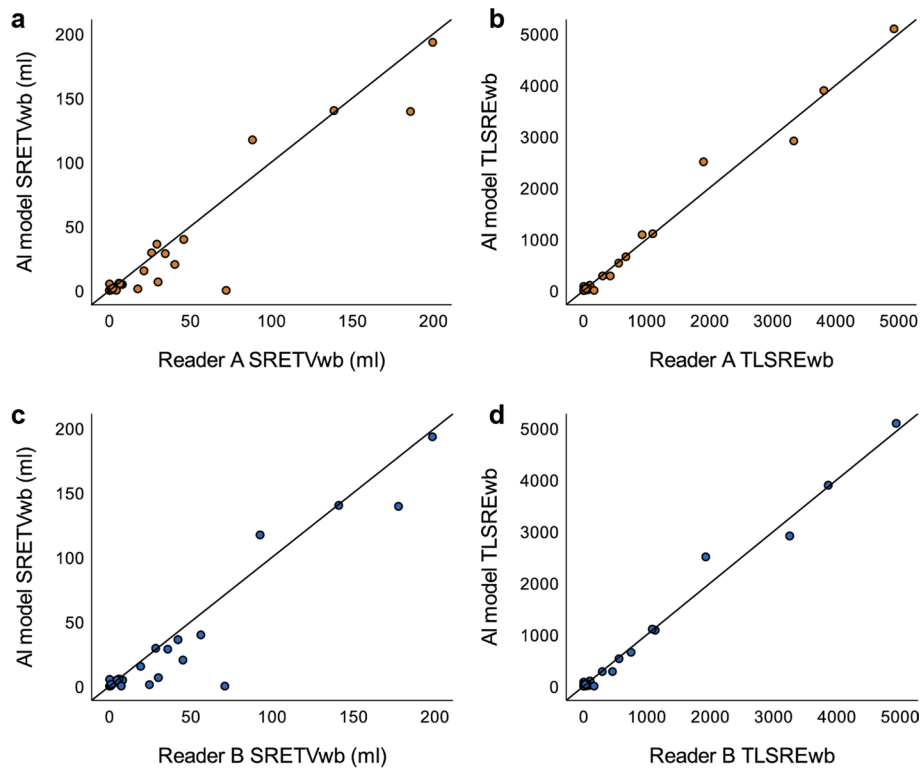 a
AI model SRETVwb (ml)
200
150
100
50
0
0 50 100 150 200
Reader A SRETVwb (ml)
b
AI model TLSREwb
5000
4000
3000
2000
1000
0
0 1000 2000 3000 4000 5000
Reader A TLSREwb
c
AI model SRETVwb (ml)
200
150
100
50
0
0 50 100 150 200
Reader B SRETVwb (ml)
d
AI model TLSREwb
5000
4000
3000
2000
1000
0
0 1000 2000 3000 4000 5000
Reader B TLSREwb